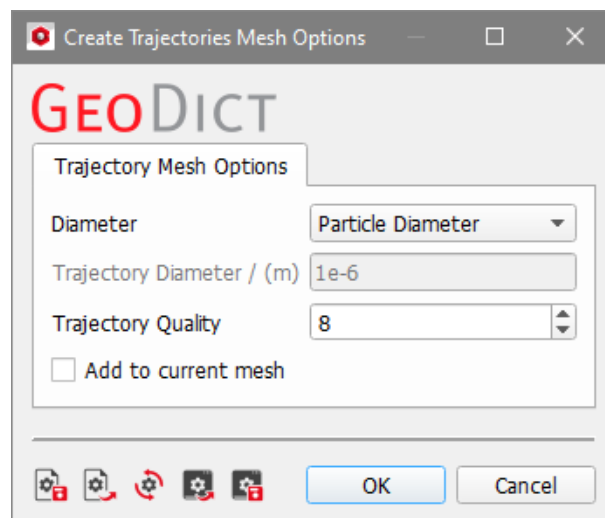 Create Trajectories Mesh Options
GEODICT
Trajectory Mesh Options
Diameter Particle Diameter
Trajectory Diameter / (m) 1e-6
Trajectory Quality 8
Add to current mesh
OK Cancel